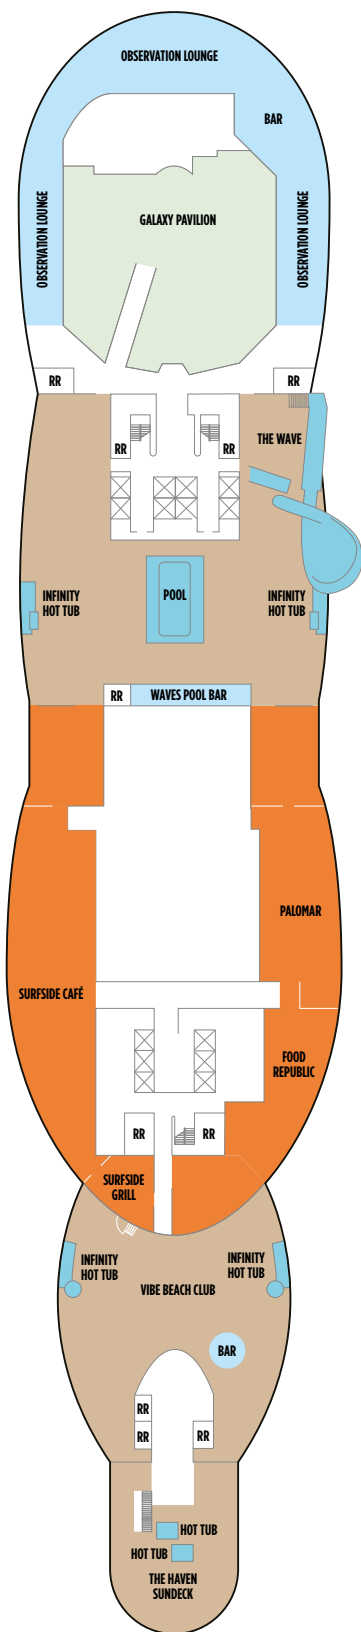 OBSERVATION LOUNGE
BAR
GALAXY PAVILION
OBSERVATION LOUNGE
OBSERVATION LOUNGE
RR
RR
THE WAVE
RR
RR
INFINITY
HOT TUB
POOL
INFINITY
HOT TUB
RR
WAVES POOL BAR
PALOMAR
SURFSIDE CAFÉ
FOOD
REPUBLIC
RR
RR
SURFSIDE
GRILL
INFINITY
HOT TUB
INFINITY
HOT TUB
VIBE BEACH CLUB
BAR
RR
RR
RR
HOT TUB
HOT TUB
THE HAVEN
SUNDECK